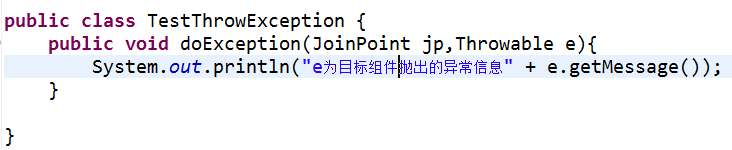 public class TestThrowException {
    public void doException(JoinPoint jp,Throwable e){
        System.out.println("e为目标组件抛出的异常信息" + e.getMessage());
    }
}